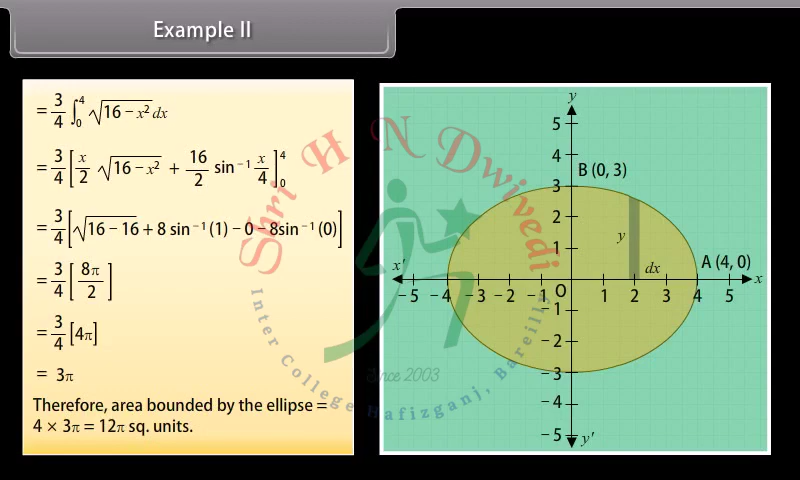 Example II
= 3/4 ∫₀⁴ √(16 – x²) dx
= 3/4 [x/2 √(16 – x²) + 16/2 sin⁻¹ x/4]₀⁴
= 3/4 [√(16 – 16) + 8 sin⁻¹ (1) – 0 – 8sin⁻¹ (0)]
= 3/4 [8π/2]
= 3/4 [4π]
= 3π
Therefore, area bounded by the ellipse =
4 × 3π = 12π sq. units.
y
5
4
B (0, 3)
3
2
y
1
A (4, 0)
x'
dx
x
–5 –4 –3 –2 –1 O 1 2 3 4 5
–1
–2
–3
–4
–5
y'
Shri H N Dwivedi
Inter College Hafizganj, Bareilly
Since 2003